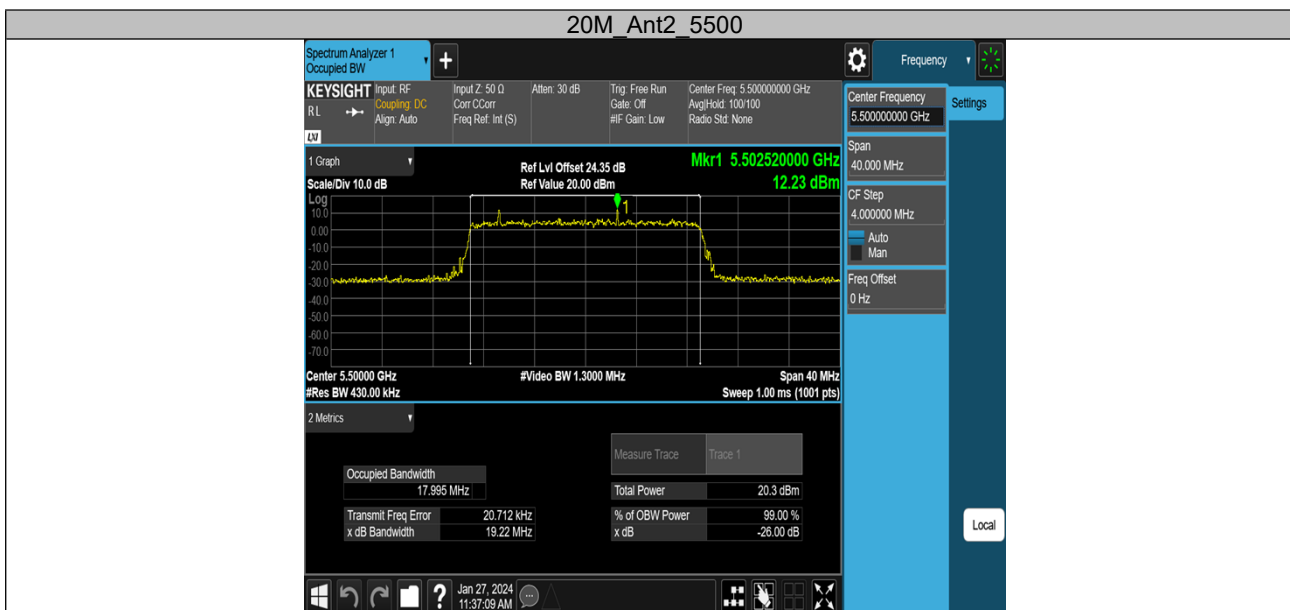 20M_Ant2_5500
Spectrum Analyzer 1
Occupied BW
+
Frequency
KEYSIGHT
R L
LXI
Input: RF
Coupling: DC
Align: Auto
Input Z: 50 Ω
Corr CCorr
Freq Ref: Int (S)
Atten: 30 dB
Trig: Free Run
Gate: Off
#IF Gain: Low
Center Freq: 5.500000000 GHz
Avg|Hold: 100/100
Radio Std: None
Center Frequency
5.500000000 GHz
Settings
Span
40.000 MHz
CF Step
4.000000 MHz
Auto
Man
Freq Offset
0 Hz
Local
1 Graph
Scale/Div 10.0 dB
Ref Lvl Offset 24.35 dB
Ref Value 20.00 dBm
Mkr1 5.502520000 GHz
12.23 dBm
Log
10.0
0.00
-10.0
-20.0
-30.0
-40.0
-50.0
-60.0
-70.0
1
Center 5.50000 GHz
#Res BW 430.00 kHz
#Video BW 1.3000 MHz
Span 40 MHz
Sweep 1.00 ms (1001 pts)
2 Metrics
Measure Trace
Trace 1
Occupied Bandwidth
17.995 MHz
Total Power 20.3 dBm
Transmit Freq Error 20.712 kHz
% of OBW Power 99.00 %
x dB Bandwidth 19.22 MHz
x dB -26.00 dB
?
Jan 27, 2024
11:37:09 AM